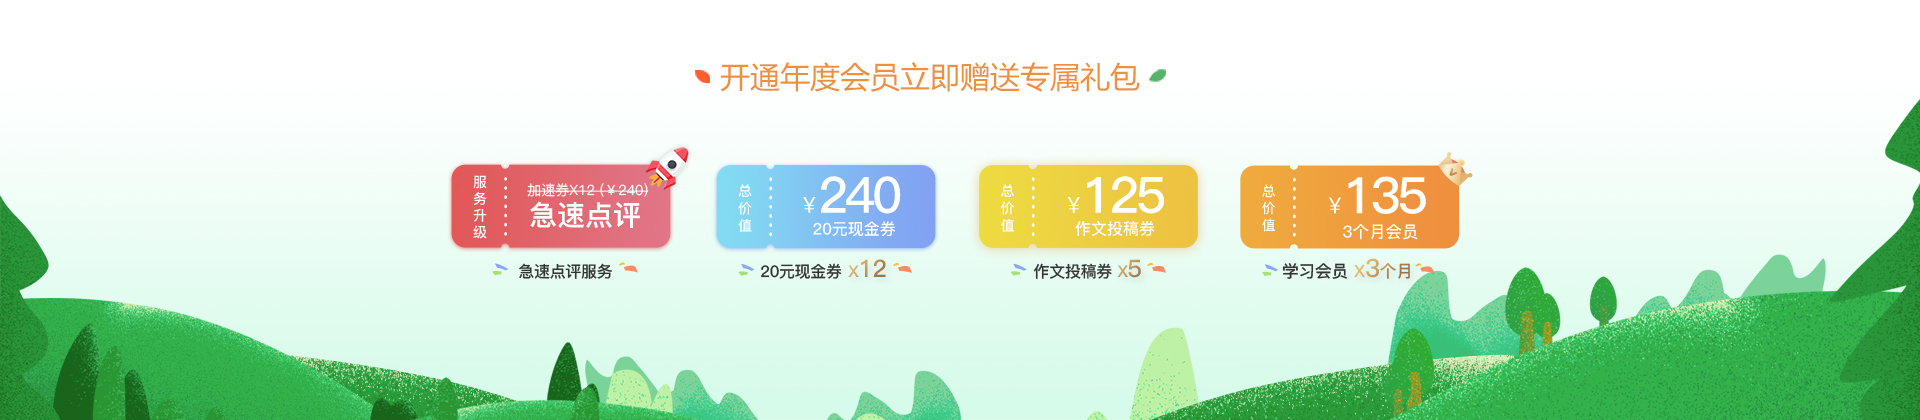 开通年度会员立即赠送专属礼包
服务升级
加速券X12 (￥240)
急速点评
急速点评服务
总价值
￥240
20元现金券
20元现金券 x12
总价值
￥125
作文投稿券
作文投稿券 x5
总价值
￥135
3个月会员
学习会员 x3个月